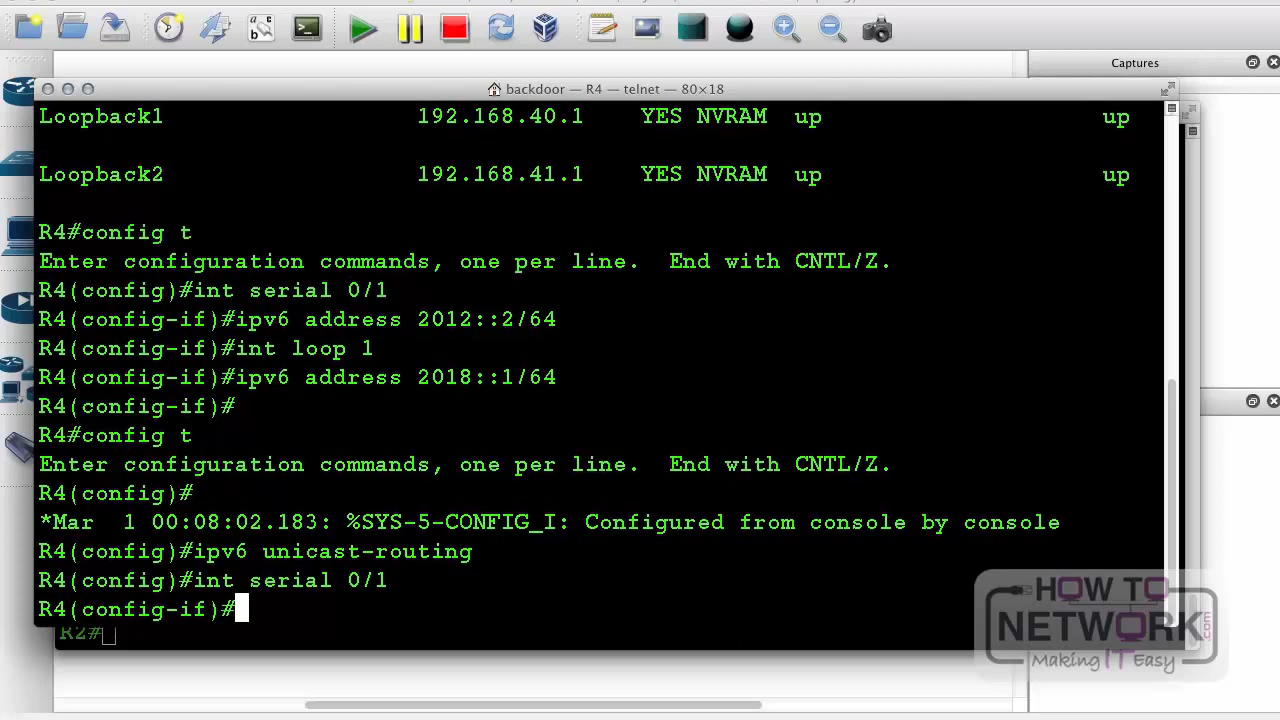 Captures
backdoor — R4 — telnet — 80×18
Loopback1 192.168.40.1 YES NVRAM up up
Loopback2 192.168.41.1 YES NVRAM up up
R4#config t
Enter configuration commands, one per line. End with CNTL/Z.
R4(config)#int serial 0/1
R4(config-if)#ipv6 address 2012::2/64
R4(config-if)#int loop 1
R4(config-if)#ipv6 address 2018::1/64
R4(config-if)#
R4#config t
Enter configuration commands, one per line. End with CNTL/Z.
R4(config)#
*Mar 1 00:08:02.183: %SYS-5-CONFIG_I: Configured from console by console
R4(config)#ipv6 unicast-routing
R4(config)#int serial 0/1
R4(config-if)#
R2#
HOW TO
NETWORK.com
Making IT Easy